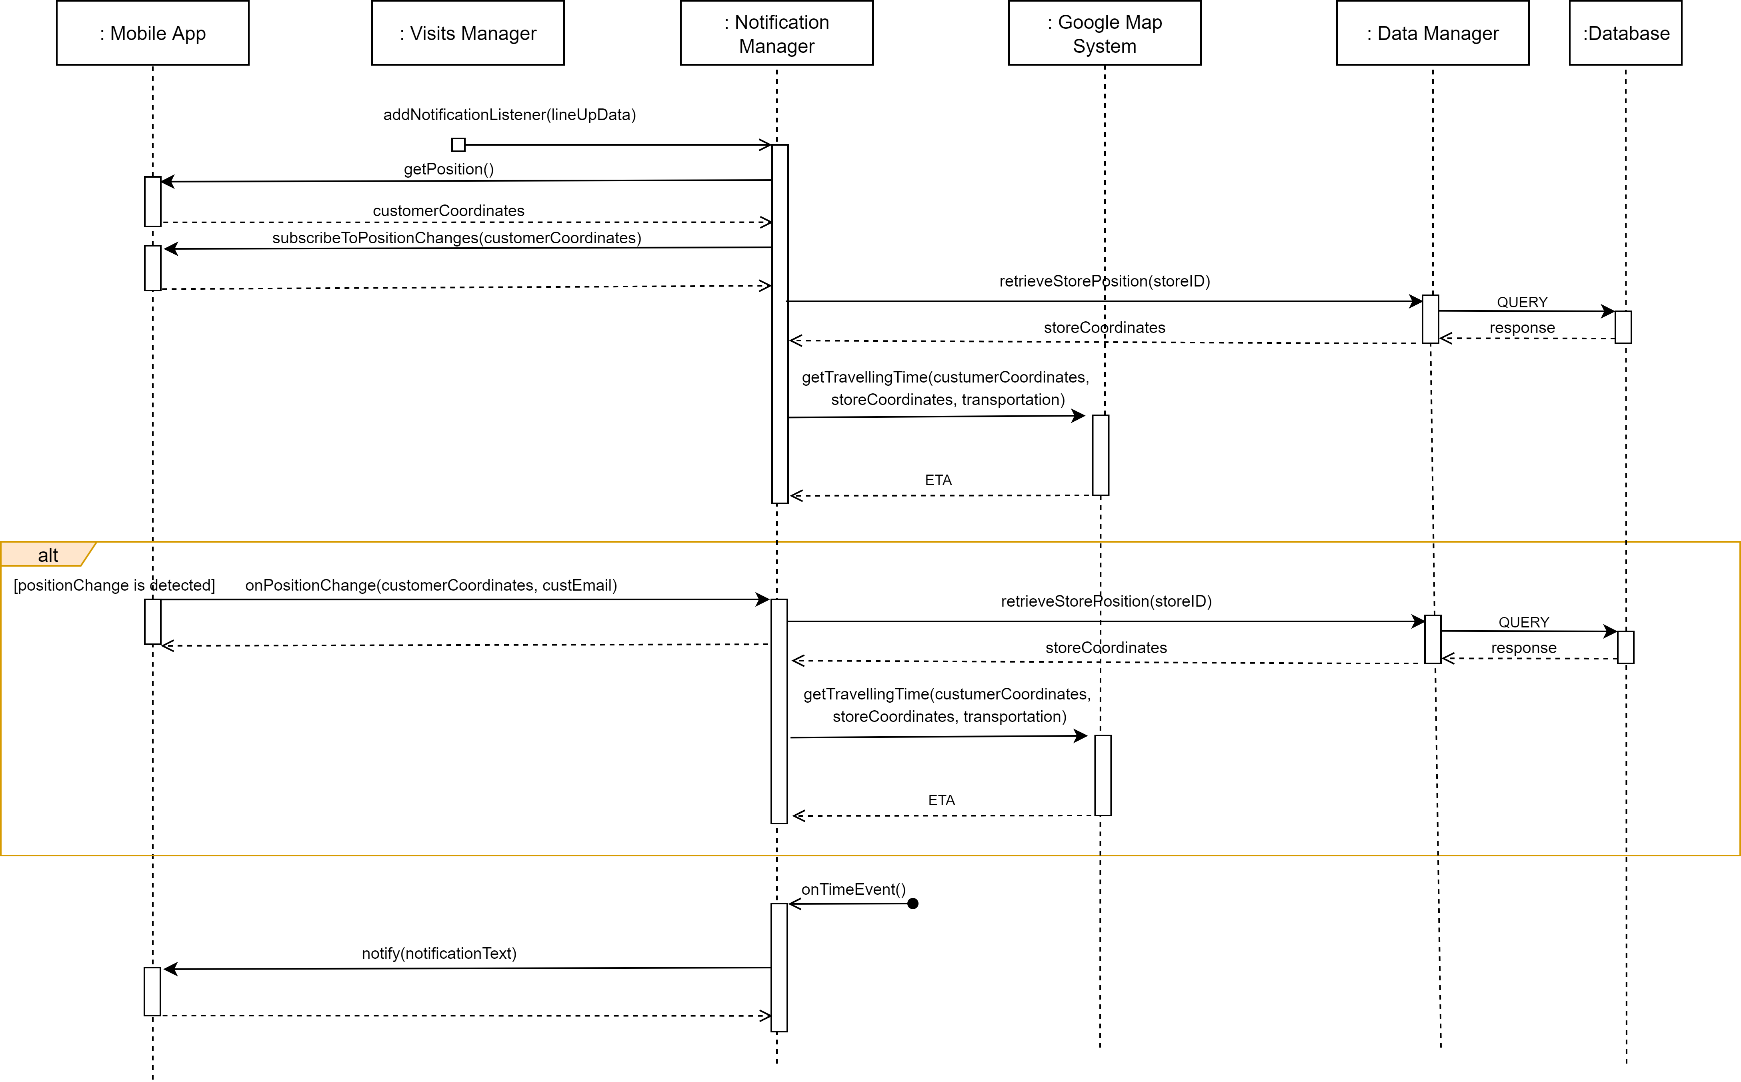 : Mobile App
: Visits Manager
: Notification
Manager
: Google Map
System
: Data Manager
:Database
addNotificationListener(lineUpData)
getPosition()
customerCoordinates
subscribeToPositionChanges(customerCoordinates)
retrieveStorePosition(storeID)
QUERY
storeCoordinates
response
getTravellingTime(custumerCoordinates,
storeCoordinates, transportation)
ETA
alt
[positionChange is detected]
onPositionChange(customerCoordinates, custEmail)
retrieveStorePosition(storeID)
QUERY
storeCoordinates
response
getTravellingTime(custumerCoordinates,
storeCoordinates, transportation)
ETA
onTimeEvent()
notify(notificationText)